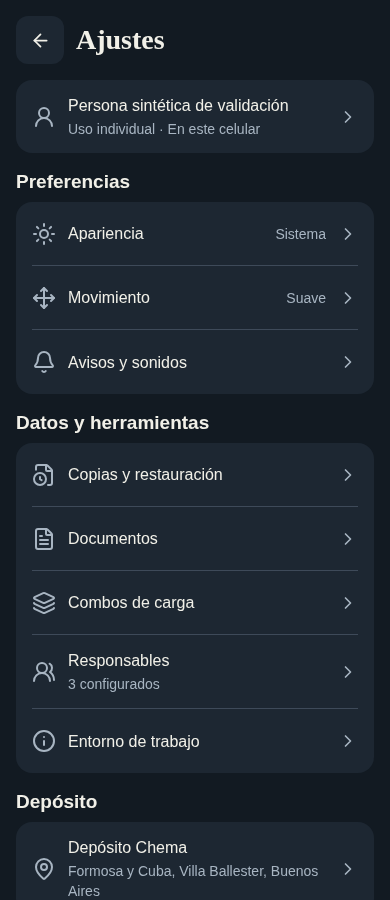 Ajustes
Persona sintética de validación
Uso individual · En este celular
Preferencias
Apariencia
Sistema
Movimiento
Suave
Avisos y sonidos
Datos y herramientas
Copias y restauración
Documentos
Combos de carga
Responsables
3 configurados
Entorno de trabajo
Depósito
Depósito Chema
Formosa y Cuba, Villa Ballester, Buenos
Aires